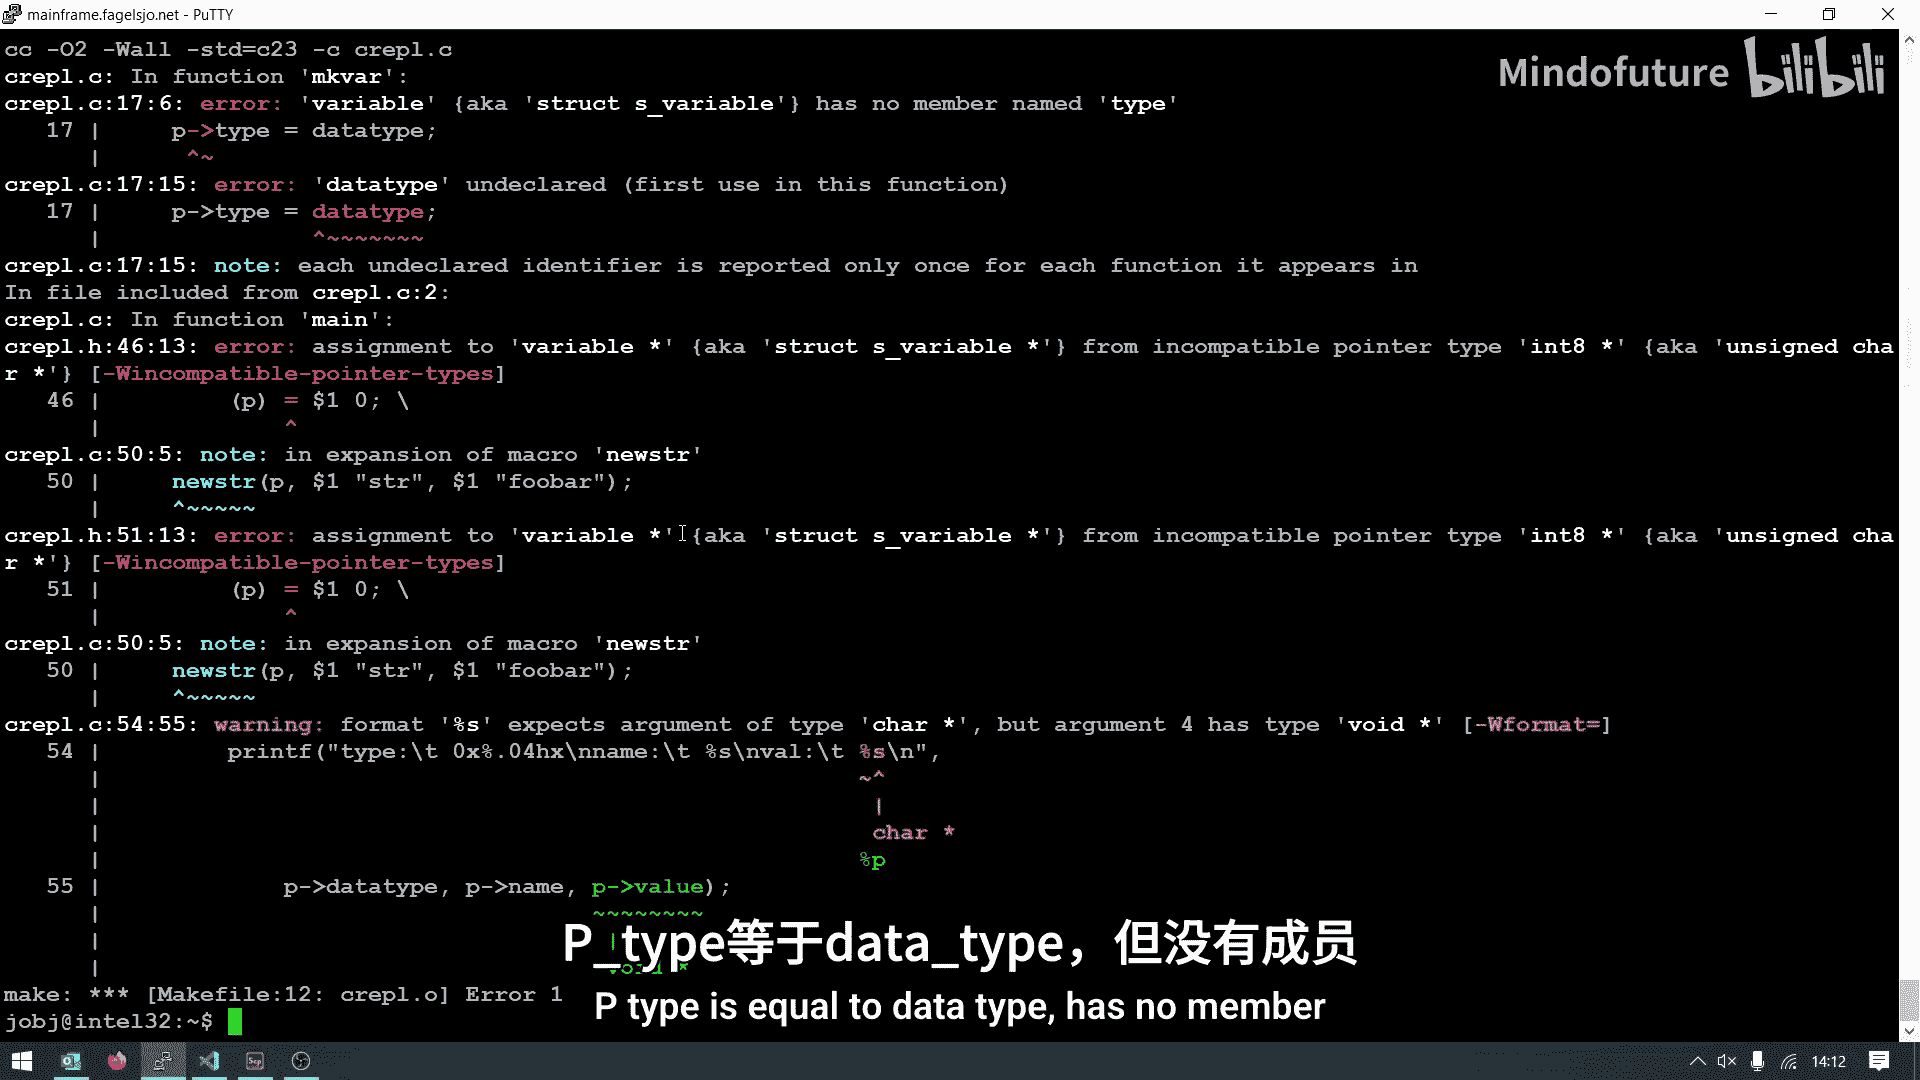 mainframe.fagelsjo.net - PuTTY
cc -O2 -Wall -std=c23 -c crepl.c
Mindofuture bilibili
crepl.c: In function 'mkvar':
crepl.c:17:6: error: 'variable' {aka 'struct s_variable'} has no member named 'type'
17 |     p->type = datatype;
|      ^~
crepl.c:17:15: error: 'datatype' undeclared (first use in this function)
17 |     p->type = datatype;
|               ^~~~~~~~
crepl.c:17:15: note: each undeclared identifier is reported only once for each function it appears in
In file included from crepl.c:2:
crepl.c: In function 'main':
crepl.h:46:13: error: assignment to 'variable *' {aka 'struct s_variable *'} from incompatible pointer type 'int8 *' {aka 'unsigned cha
r *'} [-Wincompatible-pointer-types]
46 |         (p) = $1 0; \
|             ^
crepl.c:50:5: note: in expansion of macro 'newstr'
50 |     newstr(p, $1 "str", $1 "foobar");
|     ^~~~~~
crepl.h:51:13: error: assignment to 'variable *' {aka 'struct s_variable *'} from incompatible pointer type 'int8 *' {aka 'unsigned cha
r *'} [-Wincompatible-pointer-types]
51 |         (p) = $1 0; \
|             ^
crepl.c:50:5: note: in expansion of macro 'newstr'
50 |     newstr(p, $1 "str", $1 "foobar");
|     ^~~~~~
crepl.c:54:55: warning: format '%s' expects argument of type 'char *', but argument 4 has type 'void *' [-Wformat=]
54 |         printf("type:\t 0x%.04hx\nname:\t %s\nval:\t %s\n",
|                                                      ~^
|                                                       |
|                                                       char *
|                                                      %p
55 |             p->datatype, p->name, p->value);
|                                   ~~~~~~~~
|                                    |
|                                    void *
P_type等于data_type，但没有成员
make: *** [Makefile:12: crepl.o] Error 1
P type is equal to data type, has no member
jobj@intel32:~$
14:12